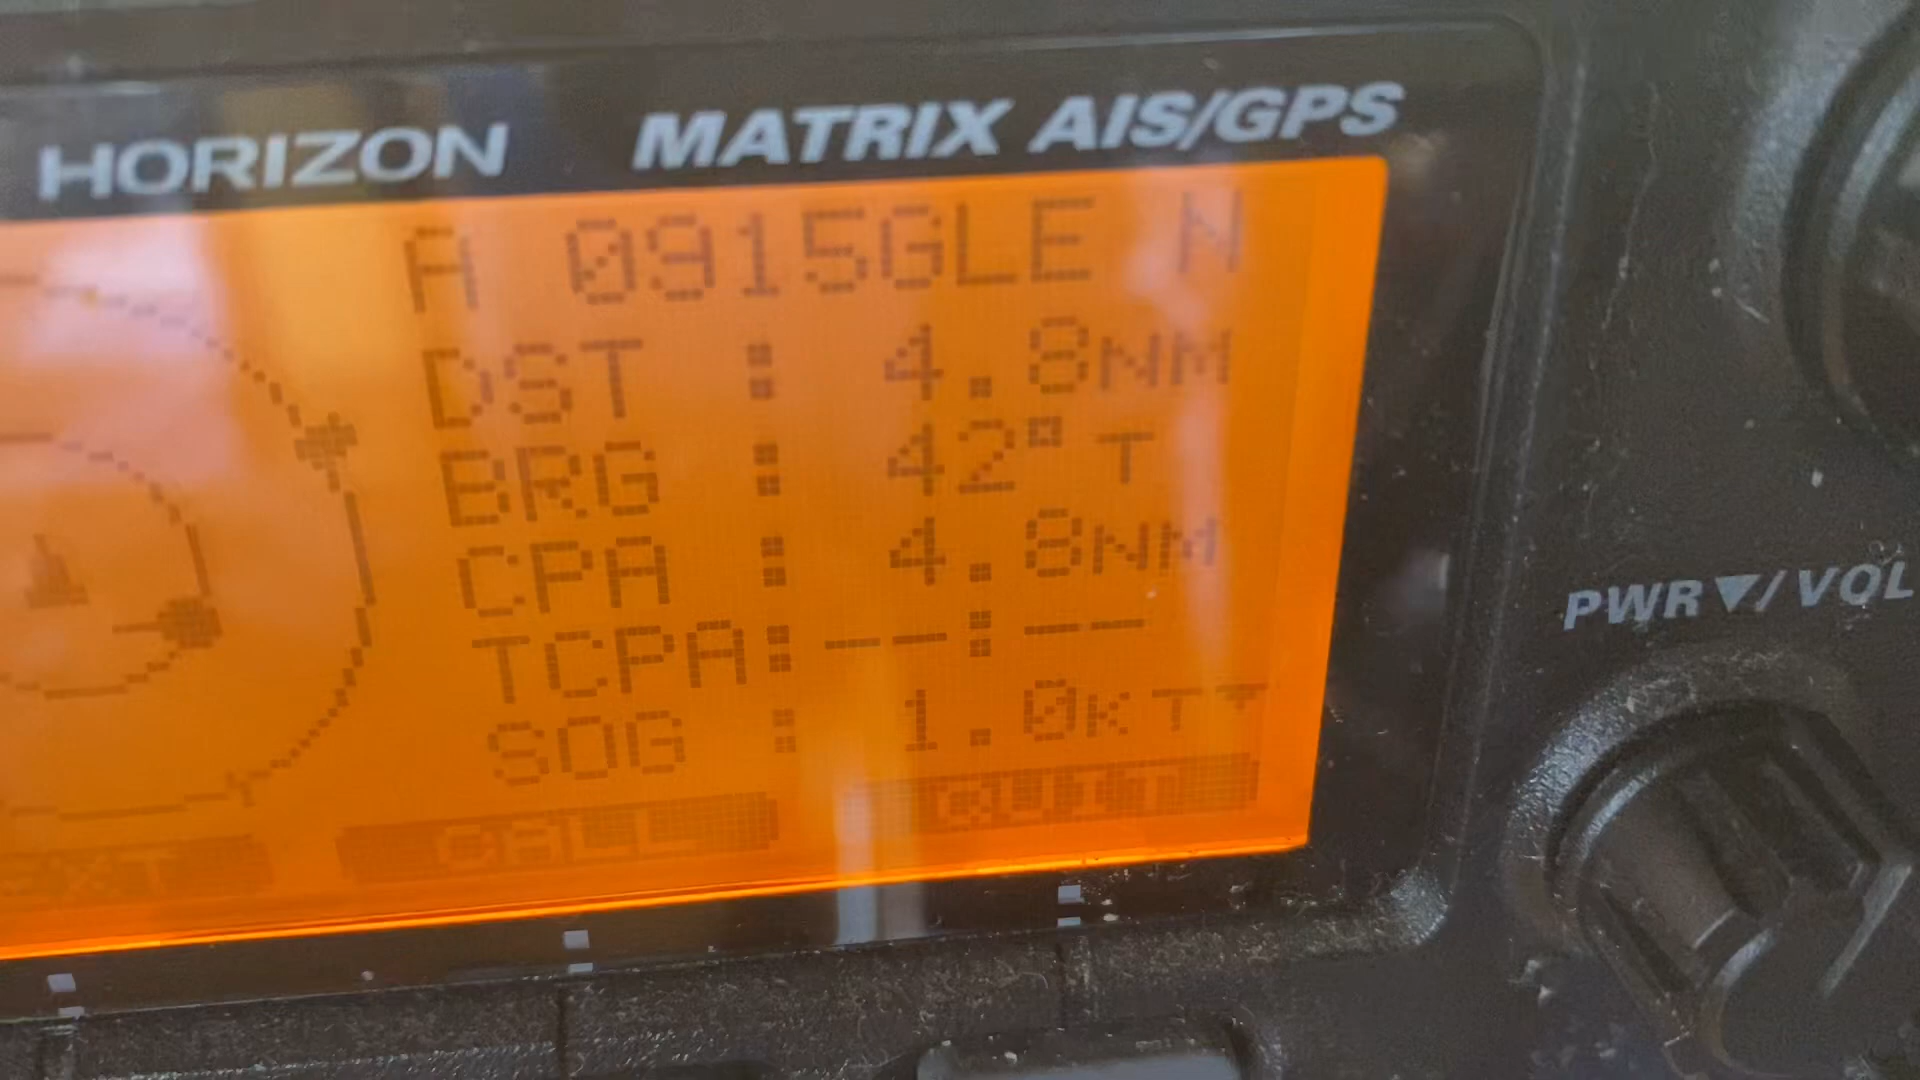 HORIZON MATRIX AIS/GPS
A 0915GLE N
DST : 4.8NM
BRG : 42° T
CPA : 4.8NM
TCPA:--:--
SOG : 1.0KT
CALL QUIT
PWR▼/VOL